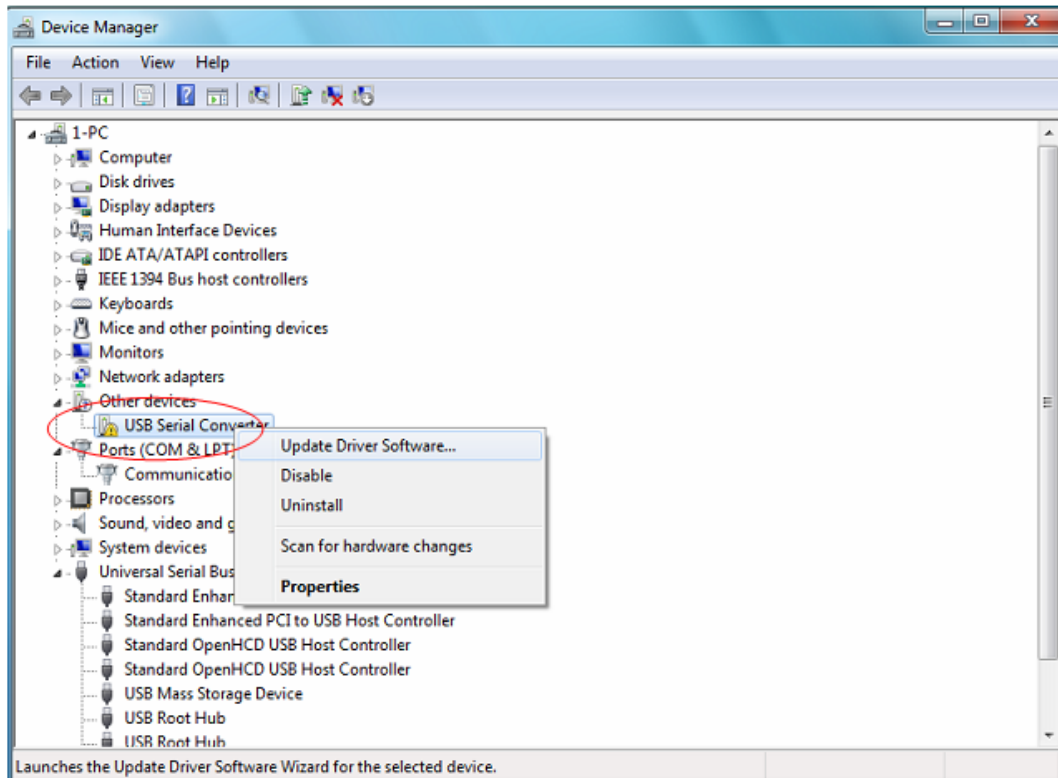 Device Manager
File Action View Help
1-PC
Computer
Disk drives
Display adapters
Human Interface Devices
IDE ATA/ATAPI controllers
IEEE 1394 Bus host controllers
Keyboards
Mice and other pointing devices
Monitors
Network adapters
Other devices
USB Serial Converter
Ports (COM & LPT)
Communicatio
Processors
Sound, video and g
System devices
Universal Serial Bus
Standard Enhan
Standard Enhanced PCI to USB Host Controller
Standard OpenHCD USB Host Controller
Standard OpenHCD USB Host Controller
USB Mass Storage Device
USB Root Hub
USB Root Hub
Update Driver Software...
Disable
Uninstall
Scan for hardware changes
Properties
Launches the Update Driver Software Wizard for the selected device.